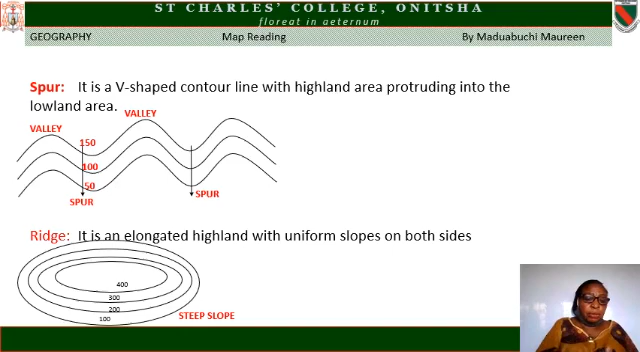 ST CHARLES' COLLEGE, ONITSHA
floreat in aeternum
GEOGRAPHY Map Reading By Maduabuchi Maureen
Spur: It is a V-shaped contour line with highland area protruding into the
lowland area.
VALLEY
VALLEY
150
100
50
SPUR
SPUR
Ridge: It is an elongated highland with uniform slopes on both sides
400
300
200
100
STEEP SLOPE